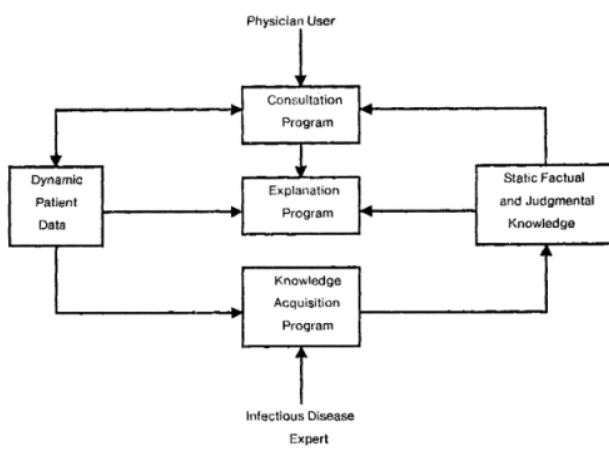 Physician User
Consultation
Program
Dynamic
Patient
Data
Explanation
Program
Static Factual
and Judgmental
Knowledge
Knowledge
Acquisition
Program
Infectious Disease
Expert